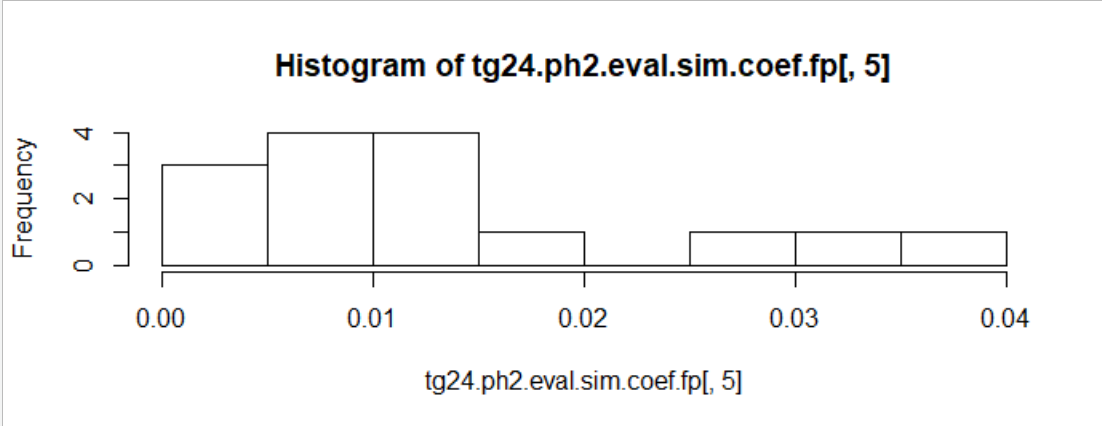 Histogram of tg24.ph2.eval.sim.coef.fp[, 5]
Frequency
4
2
0
0.00 0.01 0.02 0.03 0.04
tg24.ph2.eval.sim.coef.fp[, 5]